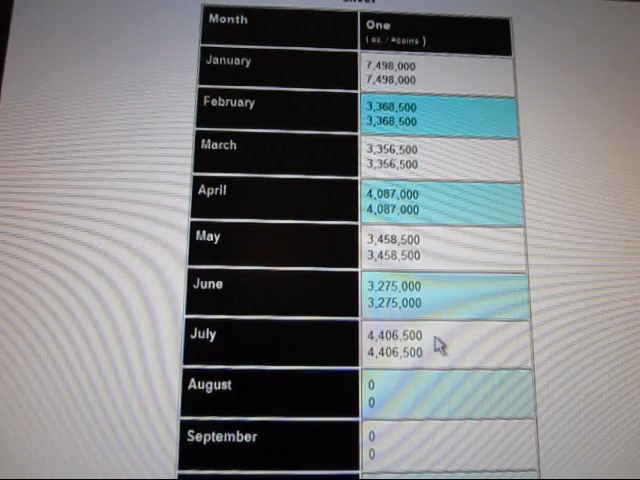 Silver
Month
One
( oz. / #coins )
January
7,498,000
7,498,000
February
3,368,500
3,368,500
March
3,356,500
3,356,500
April
4,087,000
4,087,000
May
3,458,500
3,458,500
June
3,275,000
3,275,000
July
4,406,500
4,406,500
August
0
0
September
0
0